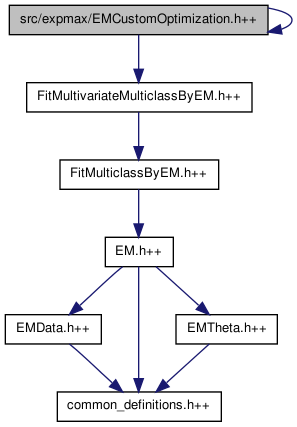 src/expmax/EMCustomOptimization.h++
FitMultivariateMulticlassByEM.h++
FitMulticlassByEM.h++
EM.h++
EMData.h++
EMTheta.h++
common_definitions.h++